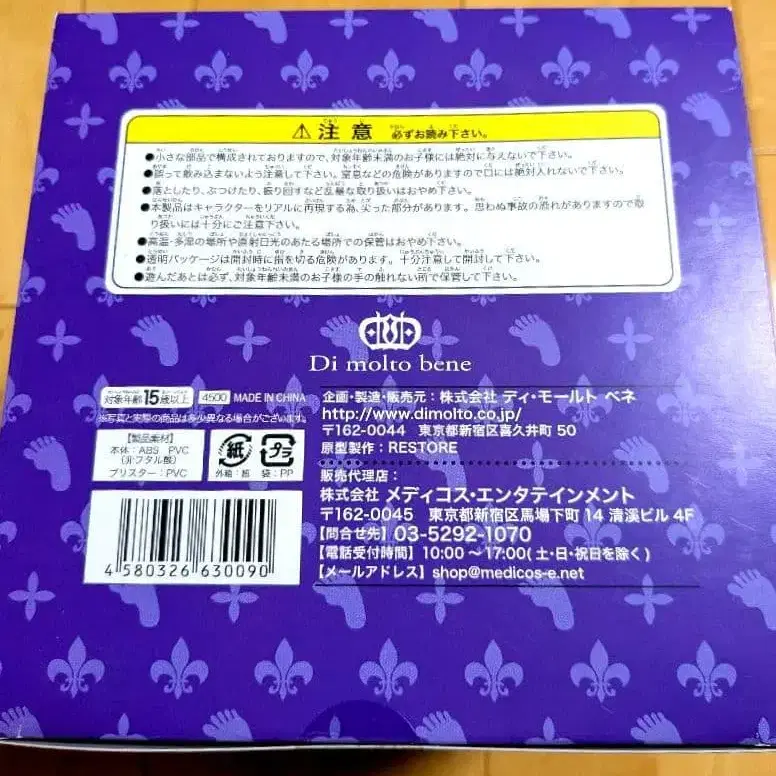 ⚠注意 必ずお読み下さい。
●小さな部品で構成されておりますので、対象年齢未満のお子様には絶対に与えないで下さい。
●誤って飲み込まないよう注意して下さい。窒息などの危険がありますので口には絶対入れないで下さい。
●落としたり、ぶつけたり、振り回すなど乱暴な取り扱いはおやめ下さい。
●本製品はキャラクターをリアルに再現する為、尖った部分があります。思わぬ事故の恐れがありますので取
り扱いには十分にご注意下さい。
●高温・多湿の場所や直射日光のあたる場所での保管はおやめ下さい。
●透明パッケージは開封時に指を切る危険があります。十分注意して開封して下さい。
●遊んだあとは必ず、対象年齢未満のお子様の手の触れない所で保管して下さい。
Di molto bene
対象年齢15歳以上 4500 MADE IN CHINA
※写真と実際の商品は多少異なる場合がございます。
【製品素材】
本体：ABS PVC
(非フタル酸)
ブリスター：PVC
紙
外箱：紙
プラ
袋：PP
4580326630090
企画・製造・販売元：株式会社 ディ・モールト ベネ
http://www.dimolto.co.jp/
〒162-0044 東京都新宿区喜久井町 50
原型製作：RESTORE
販売代理店：
株式会社 メディコス・エンタテインメント
〒162-0045 東京都新宿区馬場下町 14 清溪ビル 4F
【問合せ先】03-5292-1070
【電話受付時間】10:00～17:00(土・日・祝日を除く)
【メールアドレス】shop@medicos-e.net